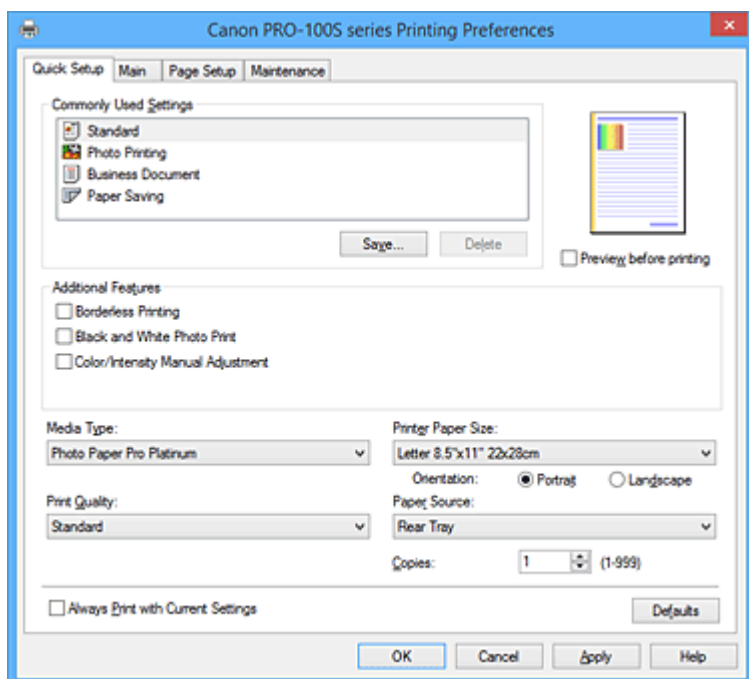 Canon PRO-100S series Printing Preferences
Quick Setup Main Page Setup Maintenance
Commonly Used Settings
Standard
Photo Printing
Business Document
Paper Saving
Save... Delete
Preview before printing
Additional Features
Borderless Printing
Black and White Photo Print
Color/Intensity Manual Adjustment
Media Type: Printer Paper Size:
Photo Paper Pro Platinum Letter 8.5"x11" 22x28cm
Orientation: Portrait Landscape
Print Quality: Paper Source:
Standard Rear Tray
Copies: 1 (1-999)
Always Print with Current Settings Defaults
OK Cancel Apply Help